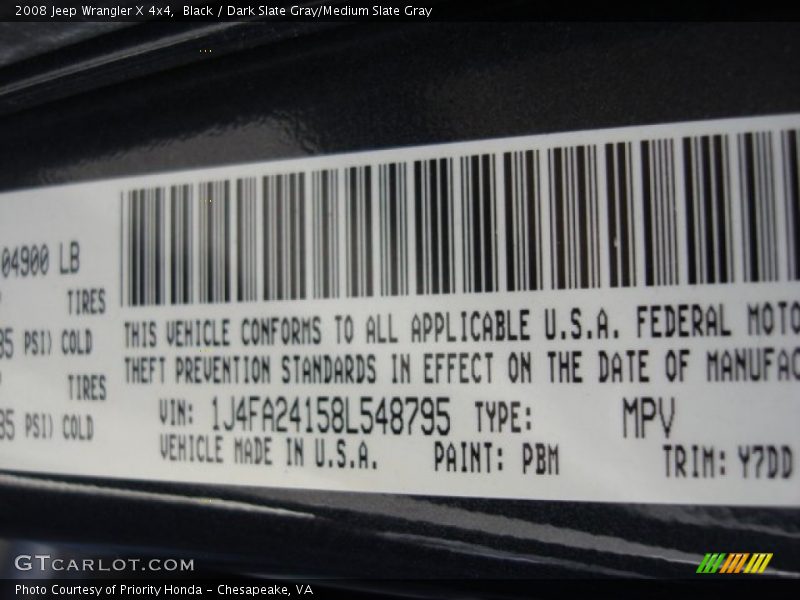 2008 Jeep Wrangler X 4x4, Black / Dark Slate Gray/Medium Slate Gray
04900 LB
TIRES
35 PSI) COLD
TIRES
35 PSI) COLD
THIS VEHICLE CONFORMS TO ALL APPLICABLE U.S.A. FEDERAL MOTO
THEFT PREVENTION STANDARDS IN EFFECT ON THE DATE OF MANUFAC
VIN: 1J4FA24158L548795 TYPE: MPV
VEHICLE MADE IN U.S.A. PAINT: PBM TRIM: Y7DD
GTCARLOT.COM
Photo Courtesy of Priority Honda - Chesapeake, VA